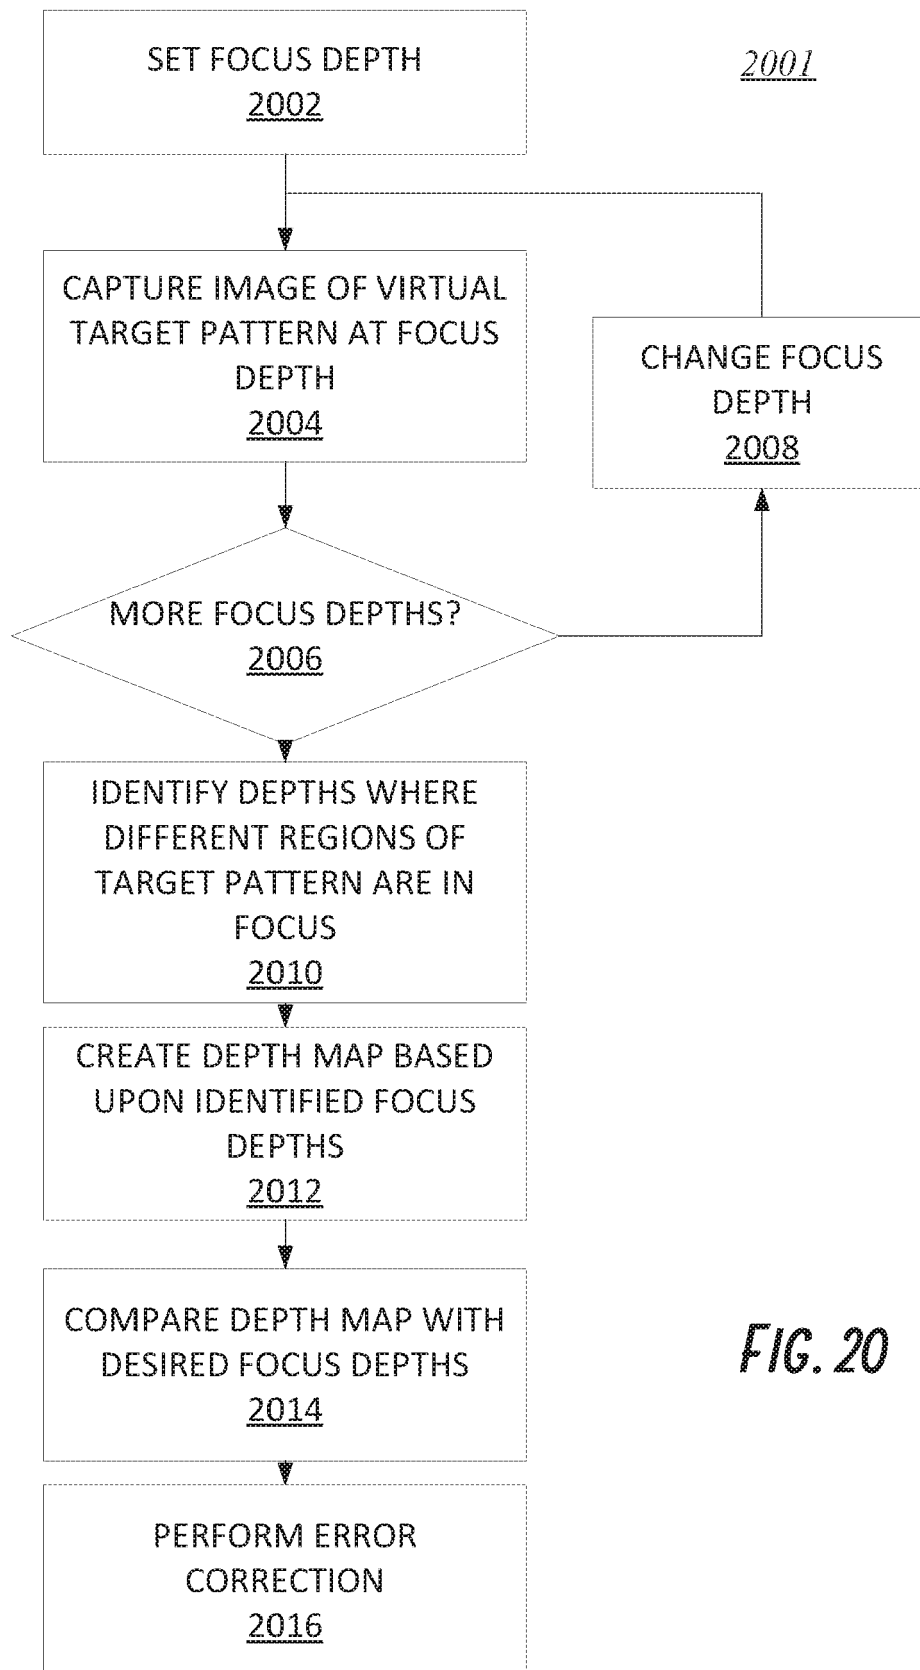 SET FOCUS DEPTH
2002
2001
CAPTURE IMAGE OF VIRTUAL
TARGET PATTERN AT FOCUS
DEPTH
2004
CHANGE FOCUS
DEPTH
2008
MORE FOCUS DEPTHS?
2006
IDENTIFY DEPTHS WHERE
DIFFERENT REGIONS OF
TARGET PATTERN ARE IN
FOCUS
2010
CREATE DEPTH MAP BASED
UPON IDENTIFIED FOCUS
DEPTHS
2012
COMPARE DEPTH MAP WITH
DESIRED FOCUS DEPTHS
2014
FIG. 20
PERFORM ERROR
CORRECTION
2016